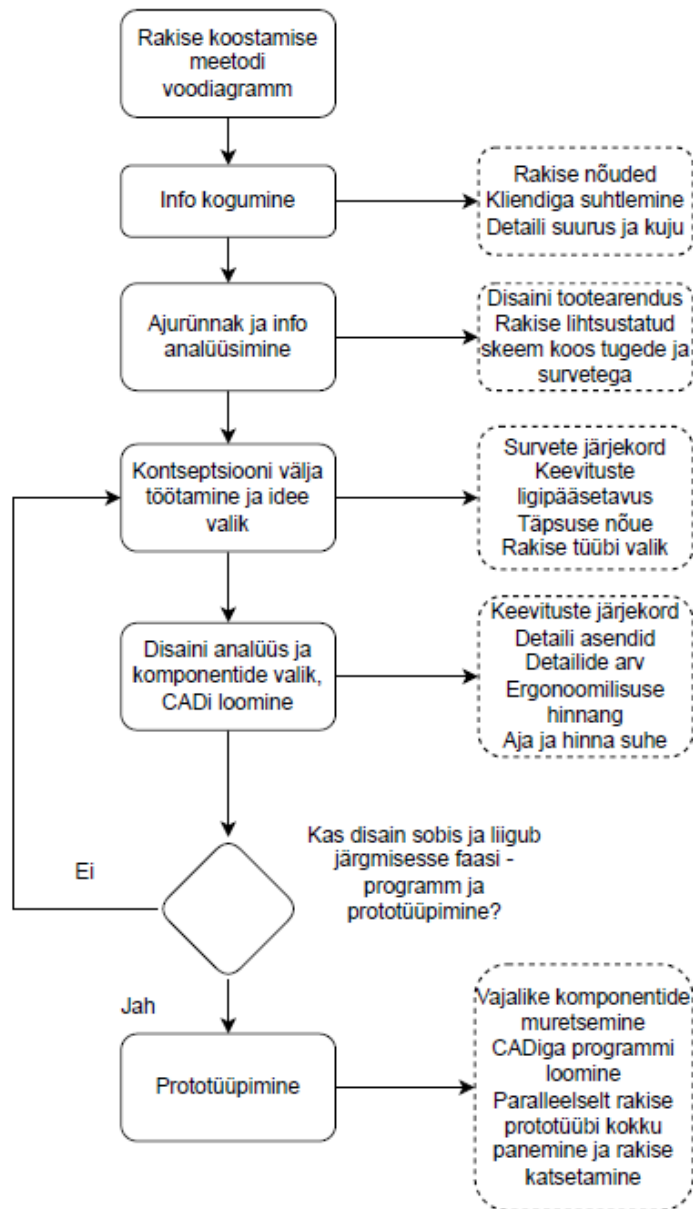 Rakise koostamise
meetodi
voodiagramm
Info kogumine
Rakise nõuded
Kliendiga suhtlemine
Detaili suurus ja kuju
Ajurünnak ja info
analüüsimine
Disaini tootearendus
Rakise lihtsustatud
skeem koos tugede ja
survetega
Kontseptsiooni välja
töötamine ja idee
valik
Survete järjekord
Keevituste
ligipääsetavus
Täpsuse nõue
Rakise tüübi valik
Disaini analüüs ja
komponentide valik,
CADi loomine
Keevituste järjekord
Detaili asendid
Detailide arv
Ergonoomilisuse
hinnang
Aja ja hinna suhe
Kas disain sobis ja liigub
järgmisesse faasi -
programm ja
prototüüpimine?
Ei
Jah
Prototüüpimine
Vajalike komponentide
muretsemine
CADiga programmi
loomine
Paralleelselt rakise
prototüübi kokku
panemine ja rakise
katsetamine